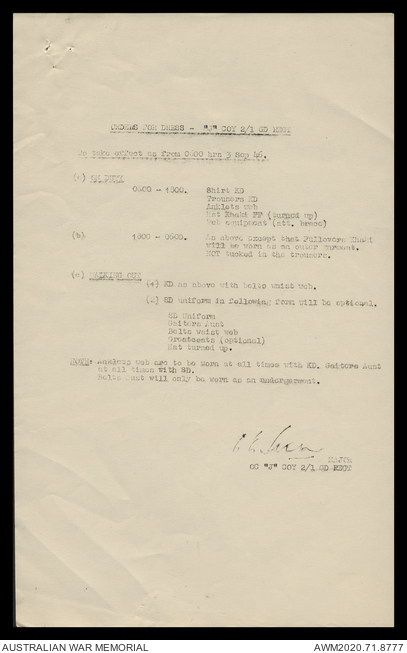 ORDERS FOR DRESS - "J" COY 2/1 GD REGT
To take effect as from 0600 hrs 3 Sep 46.
(a) ON DUTY
0600 - 1800. Shirt KD
Trousers KD
Anklets web
Hat Khaki FF (turned up)
Web equipment (att. brass)
(b) 1800 - 0600. As above except that Pullovers Khaki
will be worn as an outer garment.
NOT tucked in the trousers.
(c) WALKING OUT
KD as above with belts waist web.
SD uniform in following form will be optional.
SD Uniform
Gaiters Aust
Belts waist web
Greatcoats (optional)
Hat turned up.
NOTE: Anklets web are to be worn at all times with KD. Gaiters Aust
at all times with SD.
Belts Aust will only be worn as an undergarment.
MAJOR
OC "J" COY 2/1 GD REGT
AUSTRALIAN WAR MEMORIAL
AWM2020.71.8777